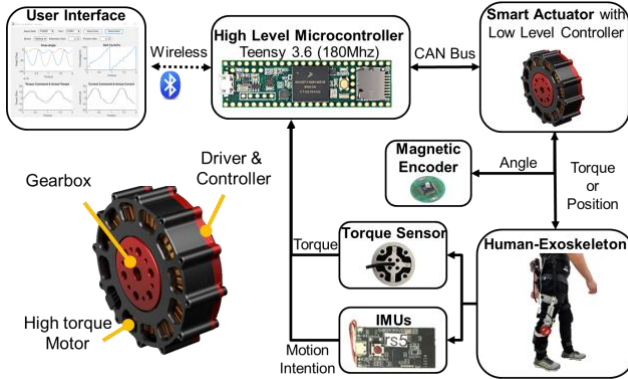 User Interface
Wireless
High Level Microcontroller
Teensy 3.6 (180Mhz)
CAN Bus
Smart Actuator with
Low Level Controller
Magnetic
Encoder
Angle
Torque
or
Position
Driver &
Controller
Gearbox
High torque
Motor
Torque
Torque Sensor
Motion
Intention
IMUs
rs5
Human-Exoskeleton